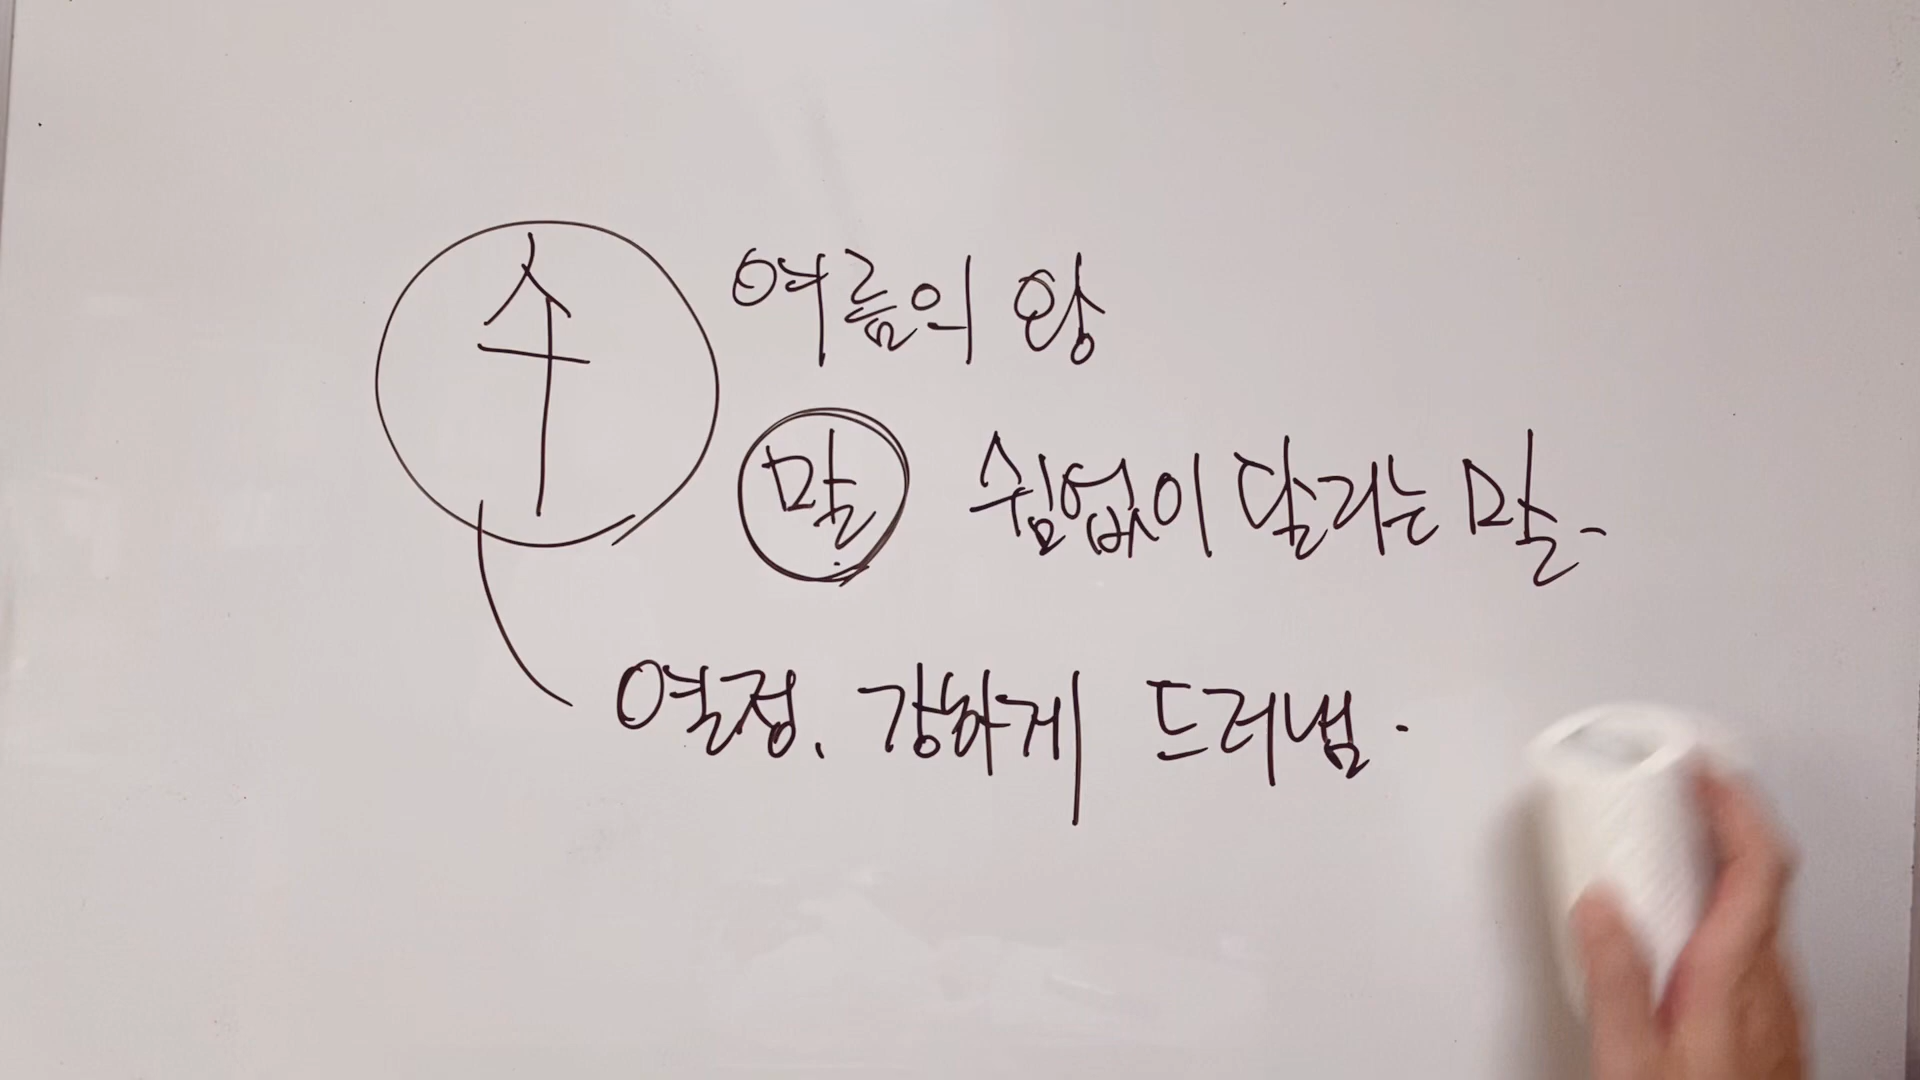 午 여름의 양
말 쉼없이 달리는 말.
열정, 강하게 드러냄.